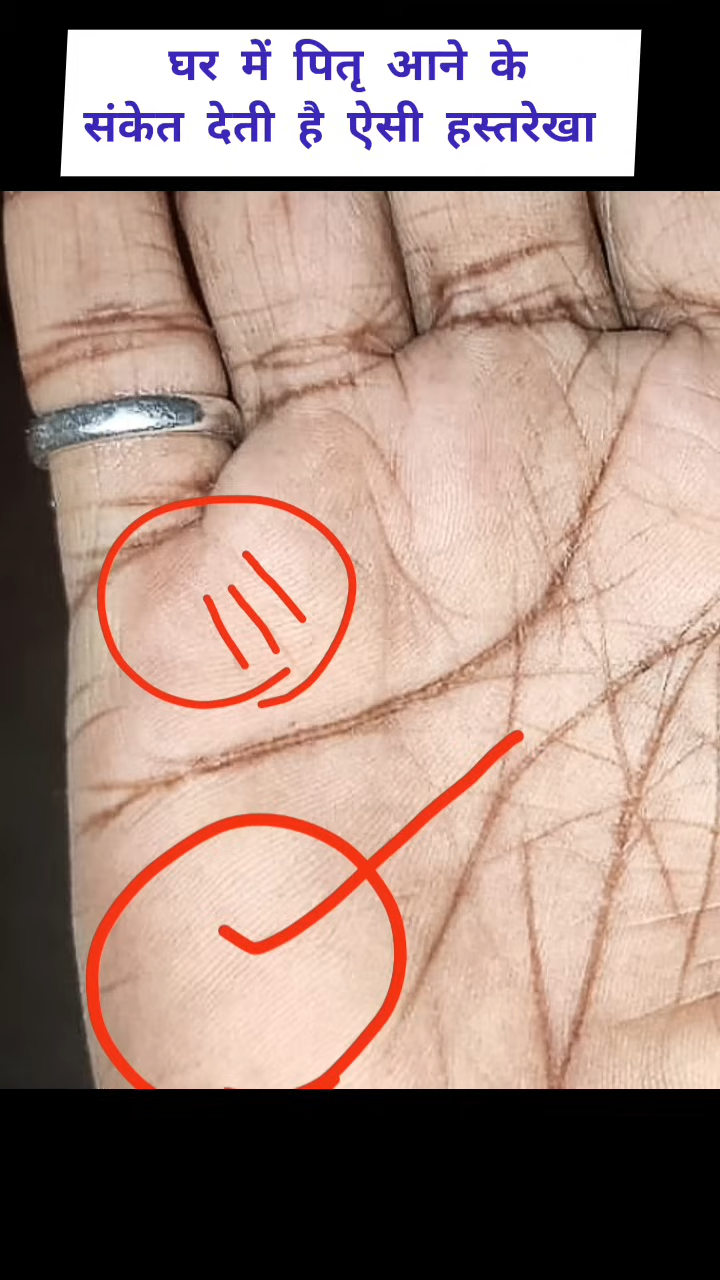 घर में पितृ आने के
संकेत देती है ऐसी हस्तरेखा